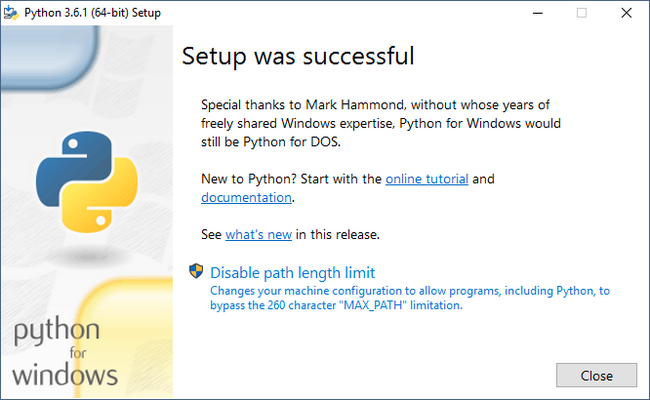 Python 3.6.1 (64-bit) Setup
Setup was successful
Special thanks to Mark Hammond, without whose years of
freely shared Windows expertise, Python for Windows would
still be Python for DOS.
New to Python? Start with the online tutorial and
documentation.
See what's new in this release.
Disable path length limit
Changes your machine configuration to allow programs, including Python, to
bypass the 260 character "MAX_PATH" limitation.
python
for
windows
Close